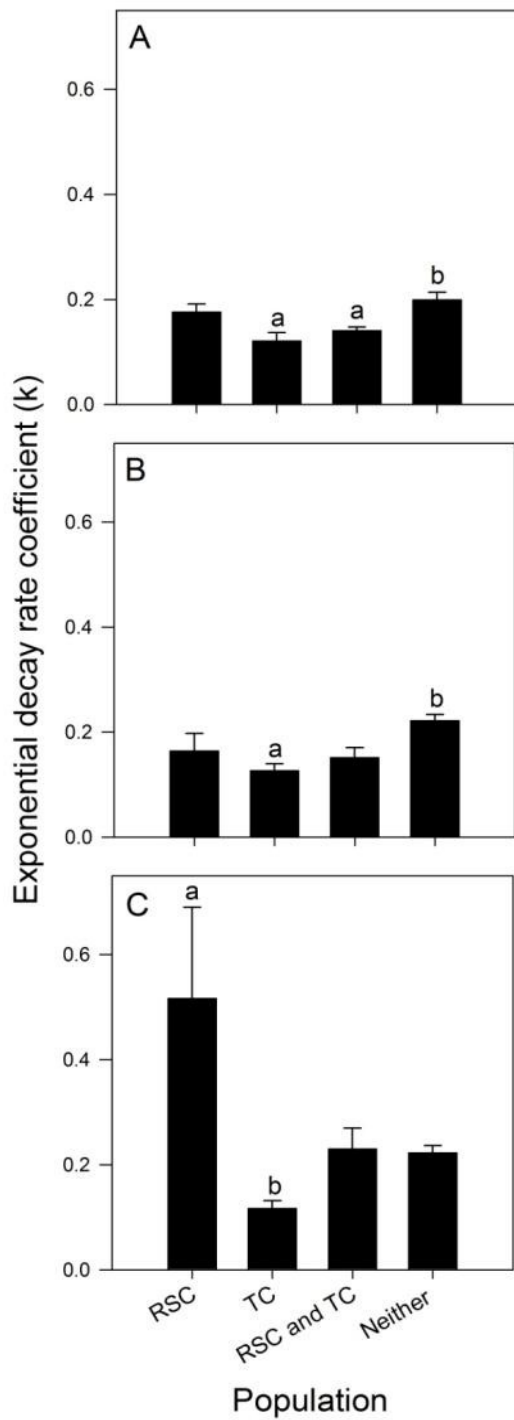 Exponential decay rate coefficient (k)
A
0.6
0.4
0.2
0.0
a
a
b
B
0.6
0.4
0.2
0.0
a
b
C
0.6
0.4
0.2
0.0
a
b
RSC
TC
RSC and TC
Neither
Population